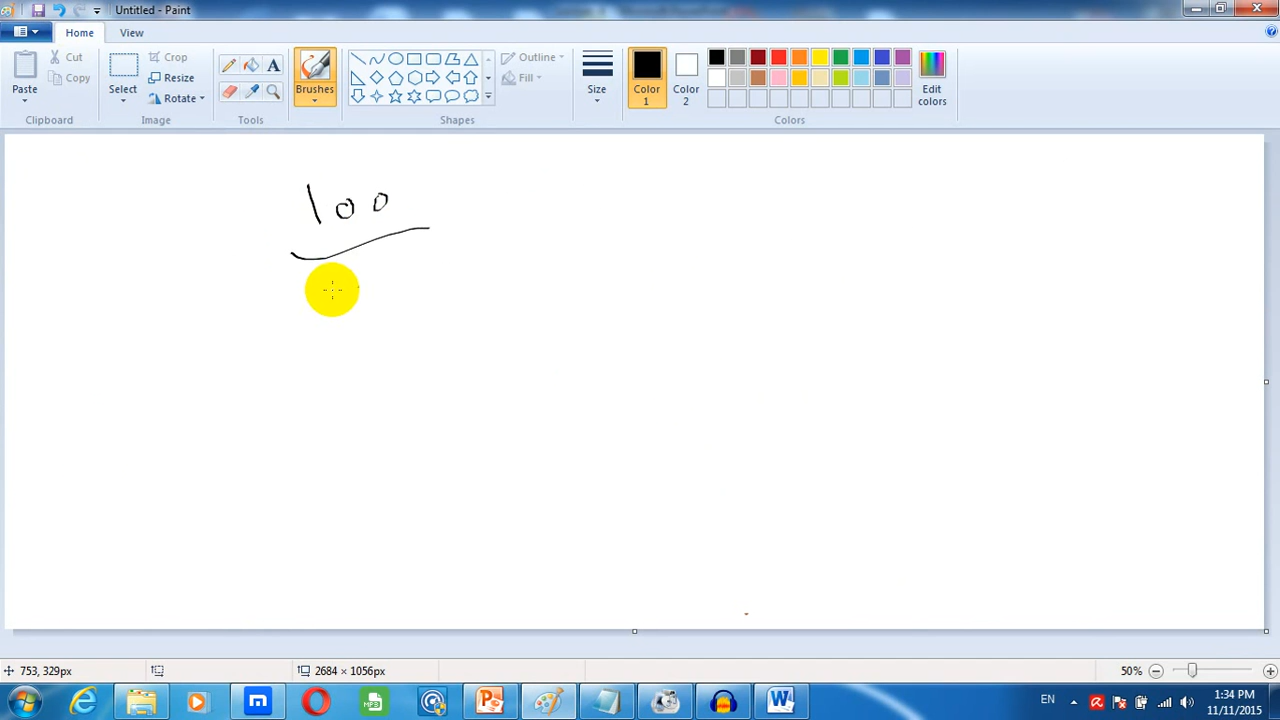 Untitled - Paint
Home View
Paste
Cut
Copy
Clipboard
Select
Crop
Resize
Rotate
Image
A
Tools
Brushes
Outline
Fill
Shapes
Size
Color 1
Color 2
Edit colors
Colors
100
753, 329px
2684 × 1056px
50%
EN
1:34 PM
11/11/2015